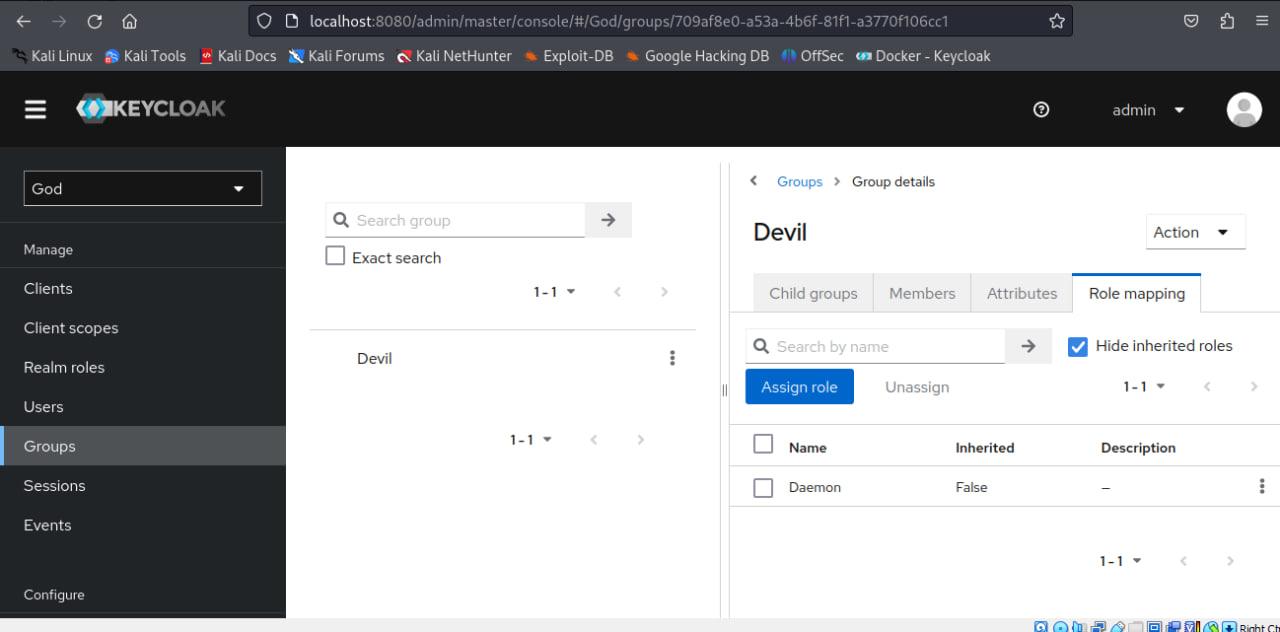 localhost:8080/admin/master/console/#/God/groups/709af8e0-a53a-4b6f-81f1-a3770f106cc1
Kali Linux Kali Tools Kali Docs Kali Forums Kali NetHunter Exploit-DB Google Hacking DB OffSec Docker - Keycloak
KEYCLOAK admin
God
Manage
Clients
Client scopes
Realm roles
Users
Groups
Sessions
Events
Configure
Search group
Exact search
1 - 1
Devil
1 - 1
Groups Group details
Devil Action
Child groups Members Attributes Role mapping
Search by name Hide inherited roles
Assign role Unassign 1 - 1
Name Inherited Description
Daemon False –
1 - 1
Right Ct